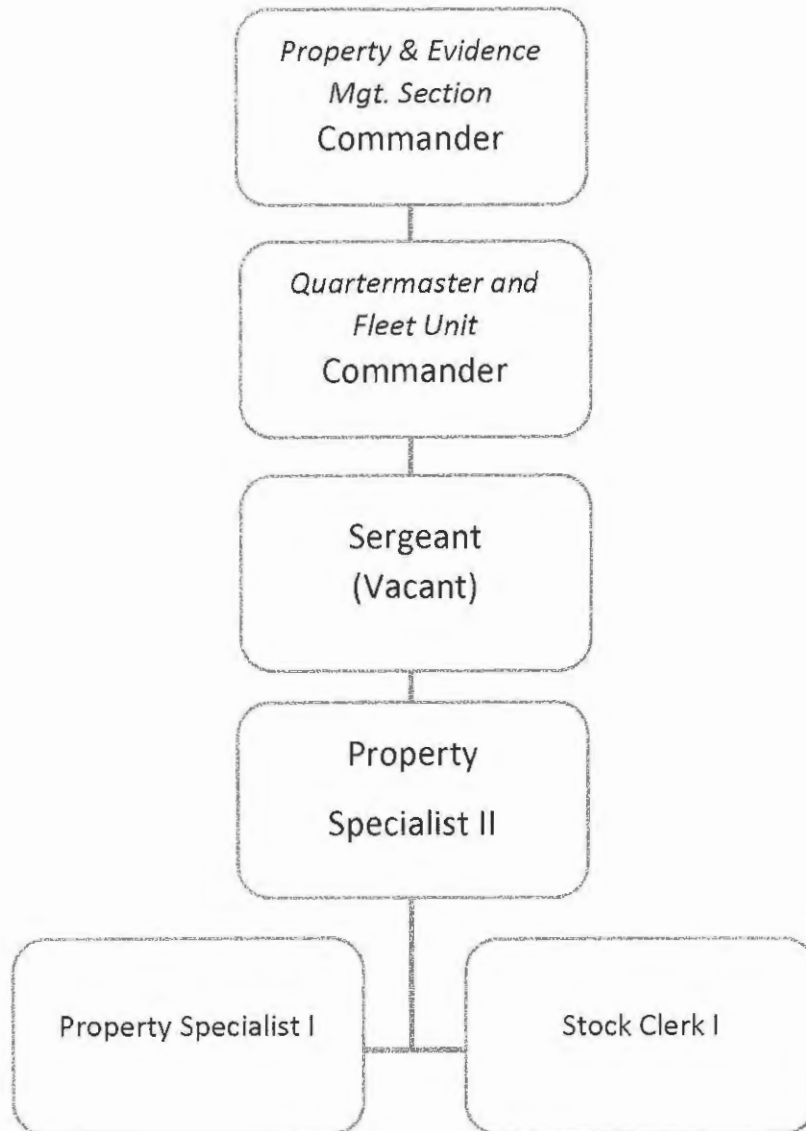 Property & Evidence
Mgt. Section
Commander
Quartermaster and
Fleet Unit
Commander
Sergeant
(Vacant)
Property
Specialist II
Property Specialist I
Stock Clerk I